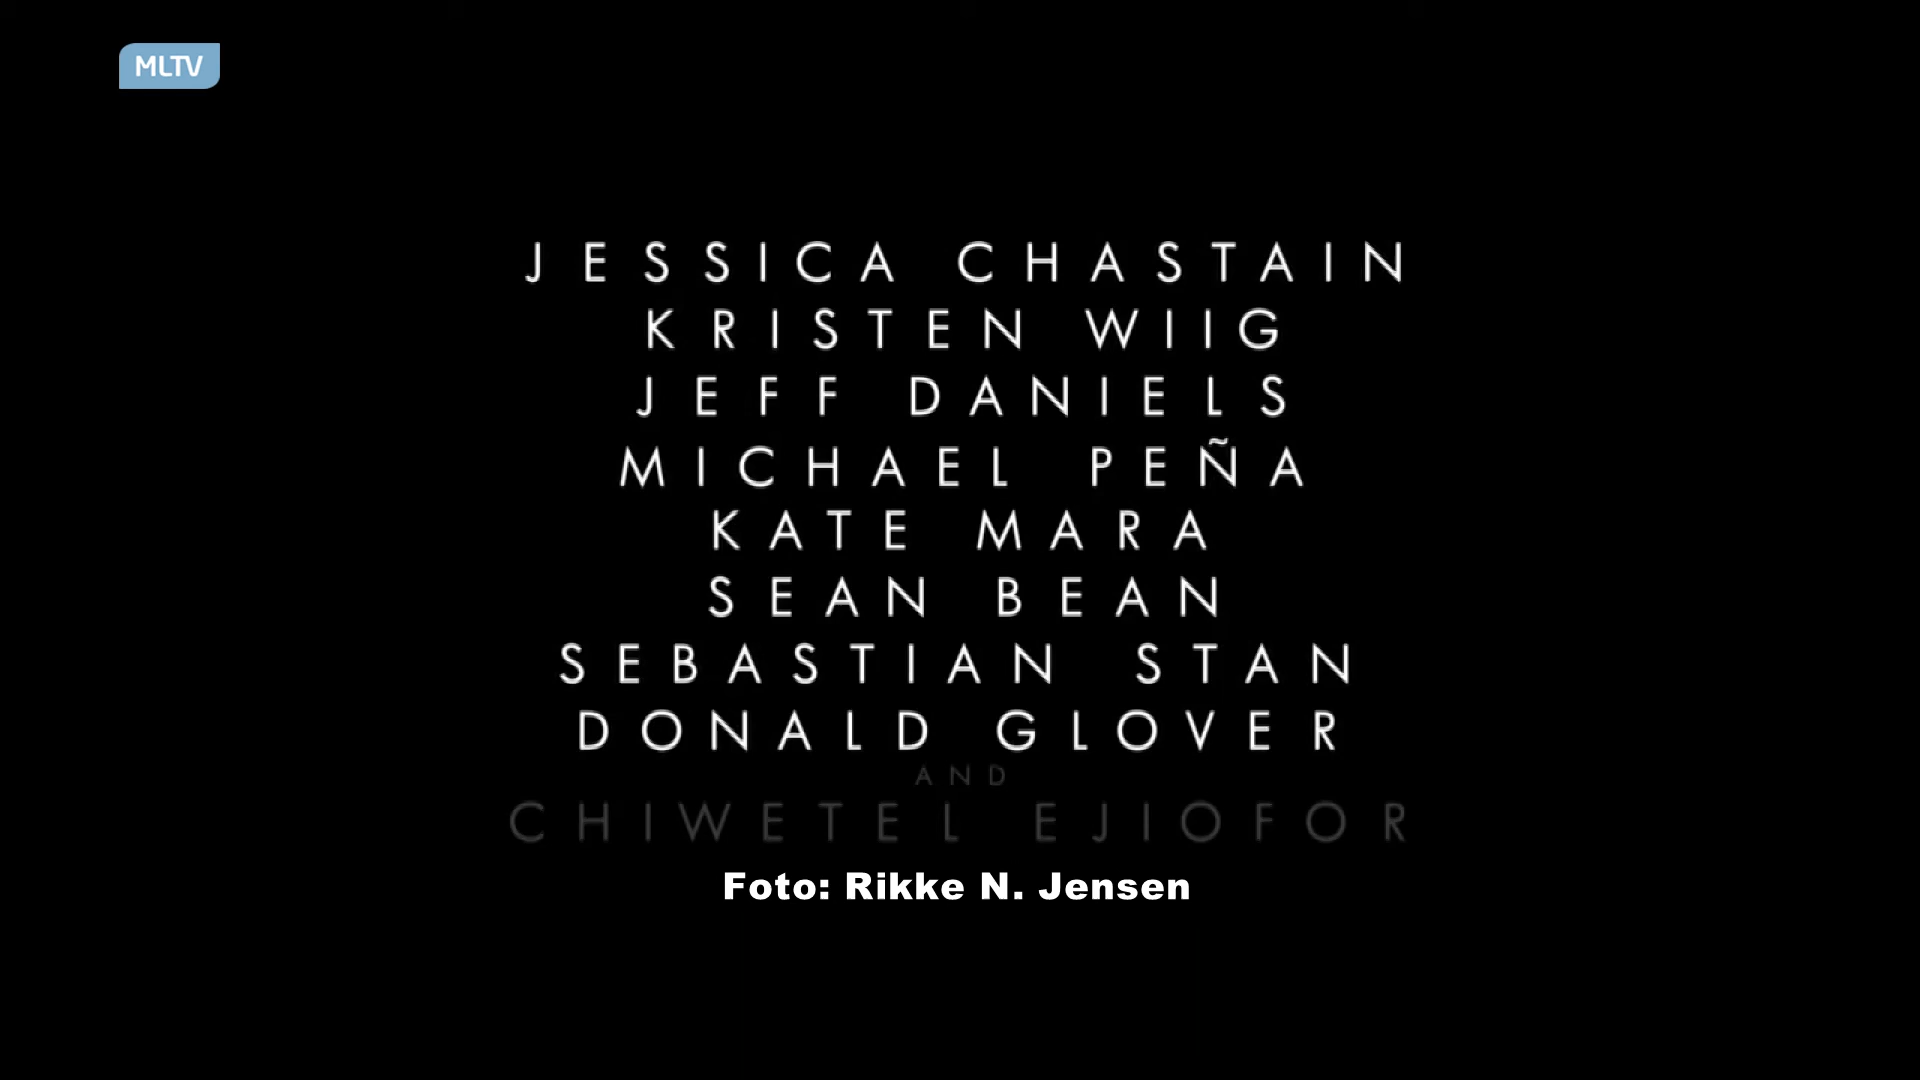 MLTV
JESSICA CHASTAIN
KRISTEN WIIG
JEFF DANIELS
MICHAEL PEÑA
KATE MARA
SEAN BEAN
SEBASTIAN STAN
DONALD GLOVER
AND
CHIWETEL EJIOFOR
Foto: Rikke N. Jensen